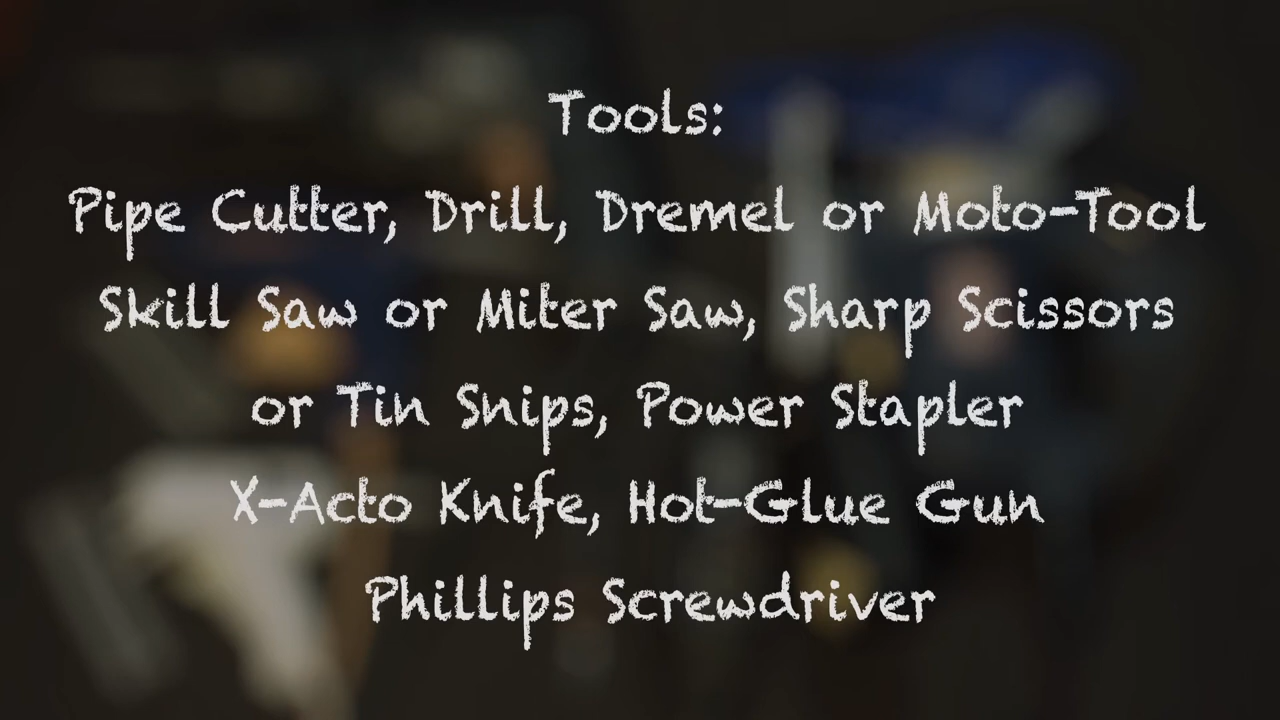 Tools:
Pipe Cutter, Drill, Dremel or Moto-Tool
Skill Saw or Miter Saw, Sharp Scissors
or Tin Snips, Power Stapler
X-Acto Knife, Hot-Glue Gun
Phillips Screwdriver